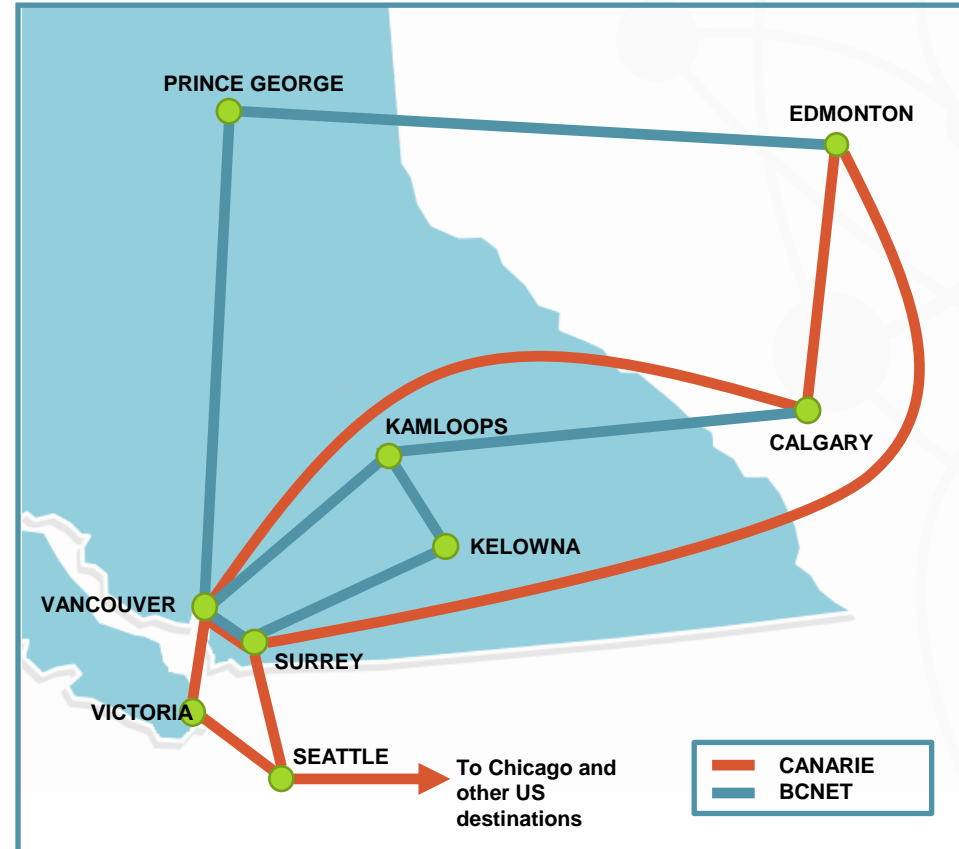 PRINCE GEORGE
EDMONTON
KAMLOOPS
CALGARY
KELOWNA
VANCOUVER
SURREY
VICTORIA
SEATTLE
To Chicago and
other US
destinations
CANARIE
BCNET